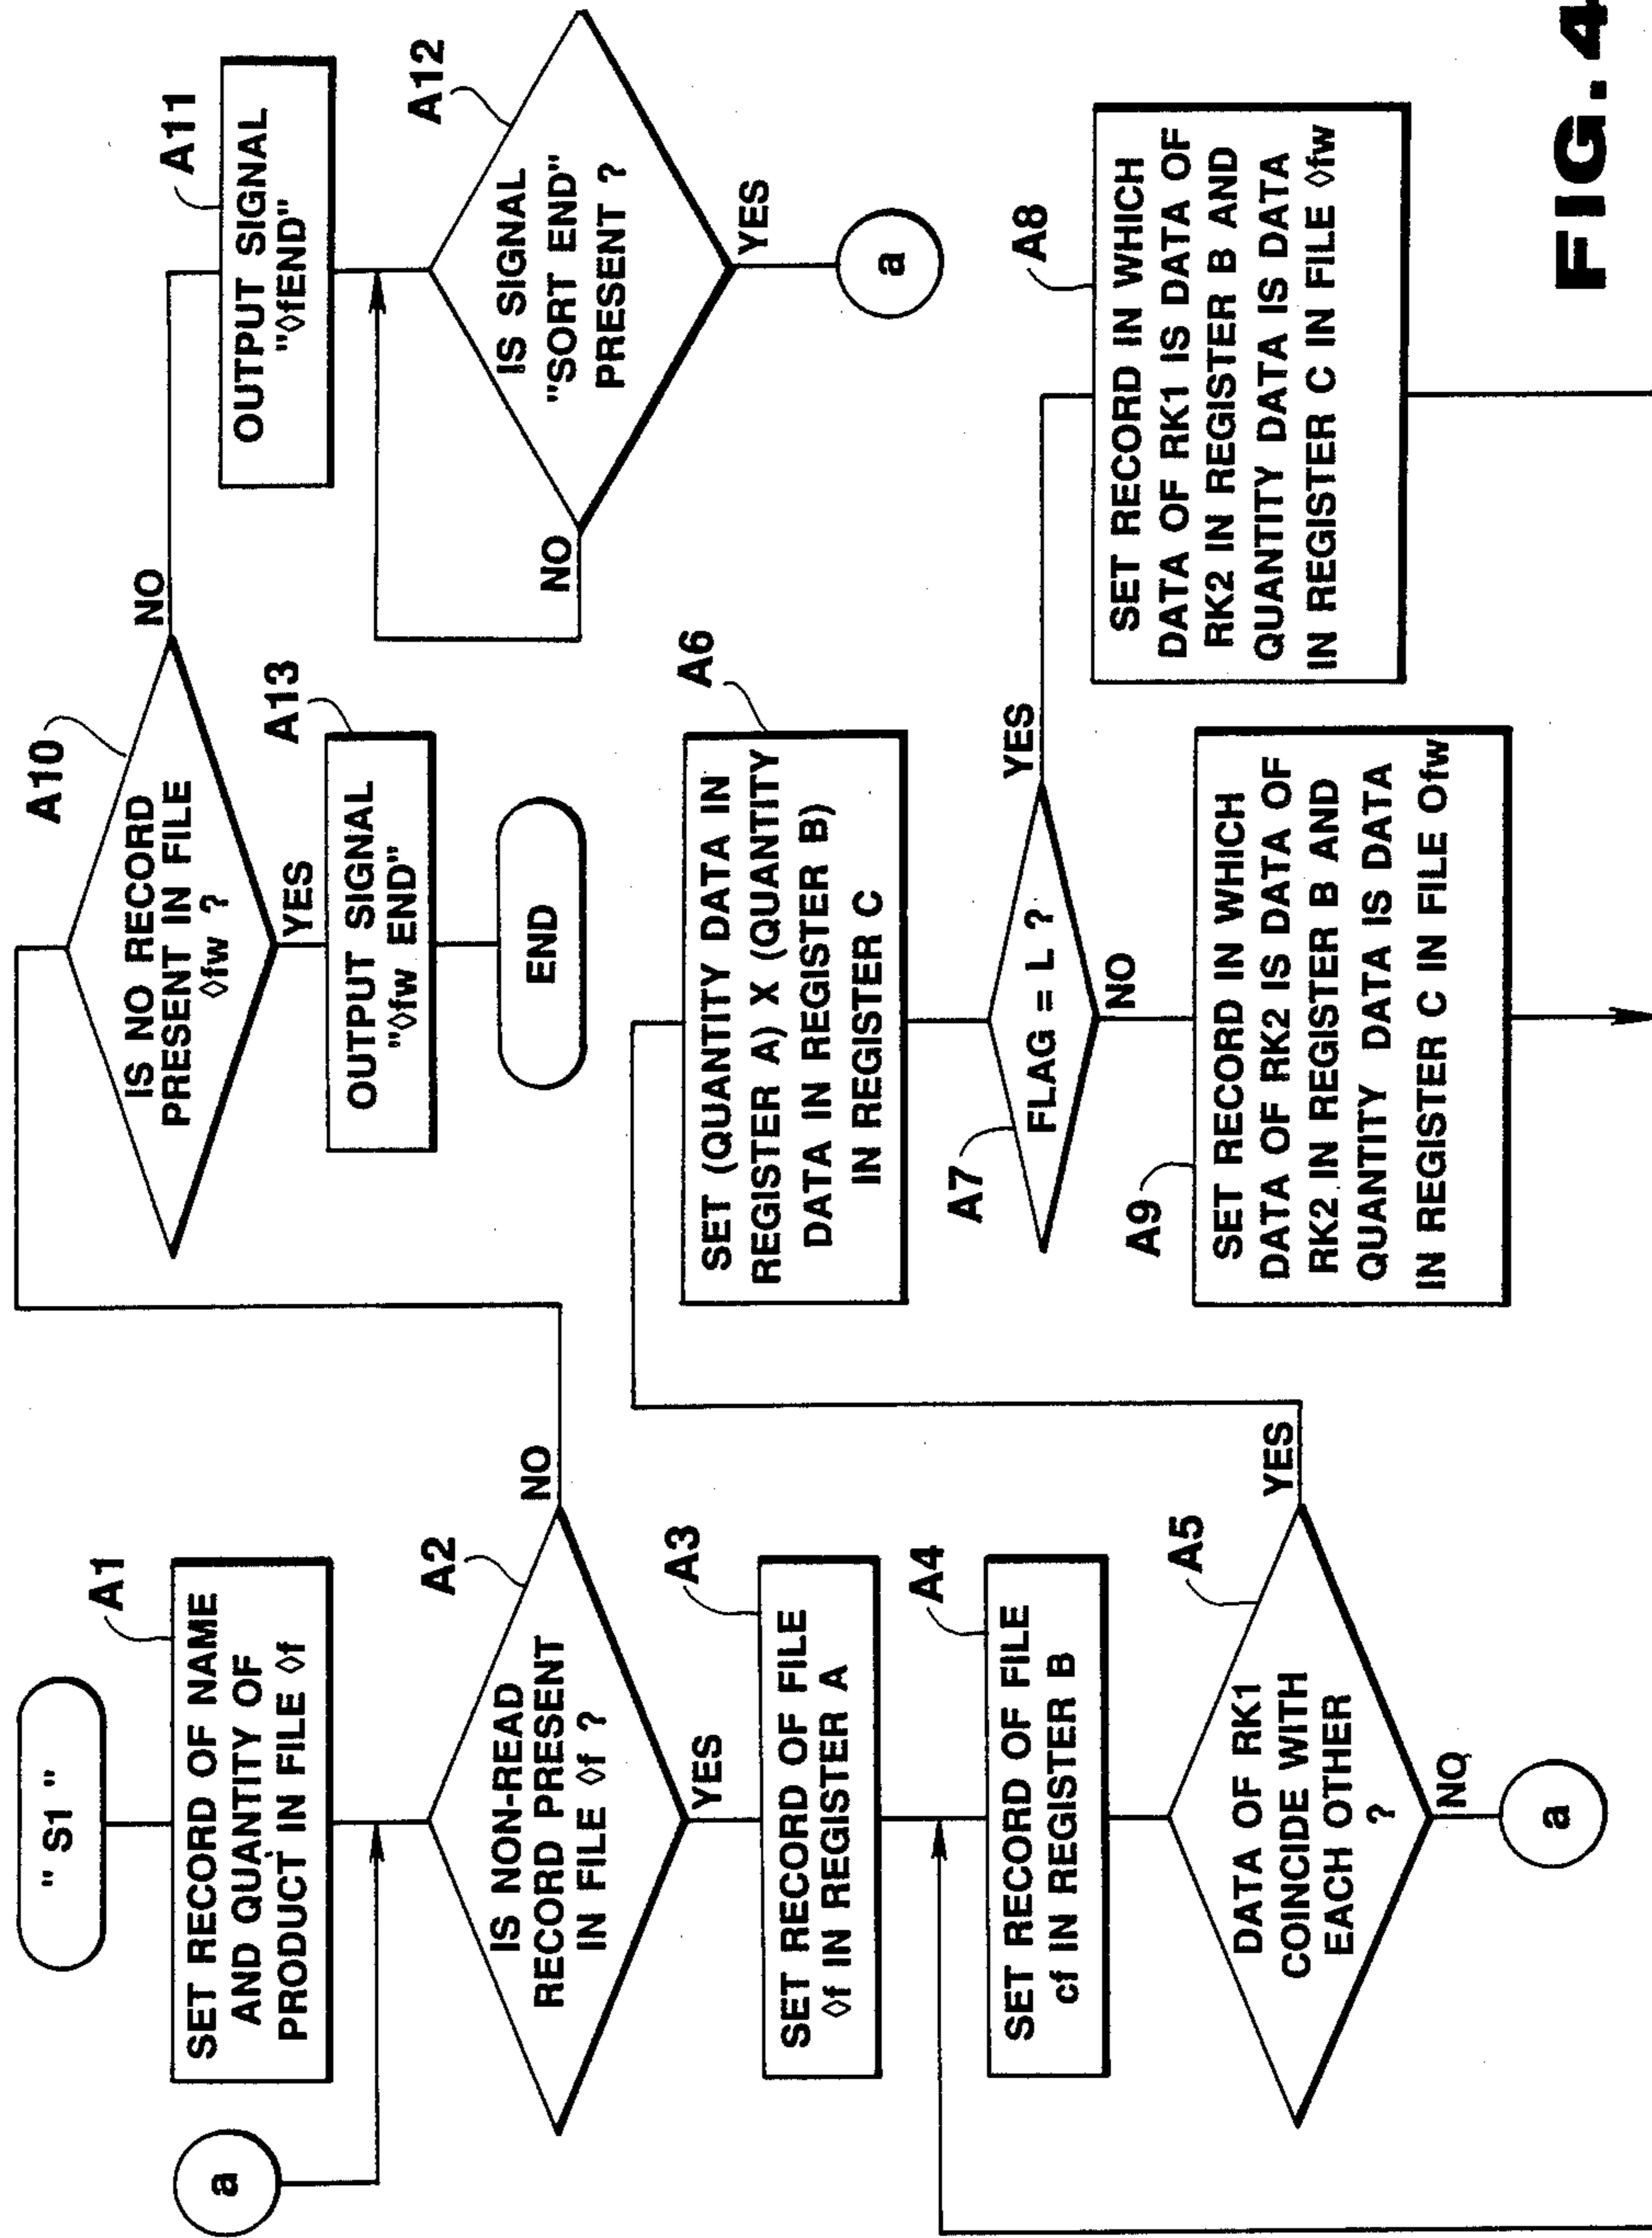 " S1 "
A1
SET RECORD OF NAME
AND QUANTITY OF
PRODUCT IN FILE ◊f
a
A2
IS NON-READ
RECORD PRESENT
IN FILE ◊f ?
NO
YES
A3
SET RECORD OF FILE
◊f IN REGISTER A
A4
SET RECORD OF FILE
cf IN REGISTER B
A5
DATA OF RK1
COINCIDE WITH
EACH OTHER
?
YES
NO
a
A10
IS NO RECORD
PRESENT IN FILE
◊fw ?
NO
YES
A13
OUTPUT SIGNAL
"◊fw END"
END
A11
OUTPUT SIGNAL
"◊fEND"
A12
IS SIGNAL
"SORT END"
PRESENT ?
NO
YES
a
A6
SET (QUANTITY DATA IN
REGISTER A) X (QUANTITY
DATA IN REGISTER B)
IN REGISTER C
A7
FLAG = L ?
YES
NO
A8
SET RECORD IN WHICH
DATA OF RK1 IS DATA OF
RK2 IN REGISTER B AND
QUANTITY DATA IS DATA
IN REGISTER C IN FILE ◊fw
A9
SET RECORD IN WHICH
DATA OF RK2 IS DATA OF
RK2 IN REGISTER B AND
QUANTITY DATA IS DATA
IN REGISTER C IN FILE Ofw
FIG.4